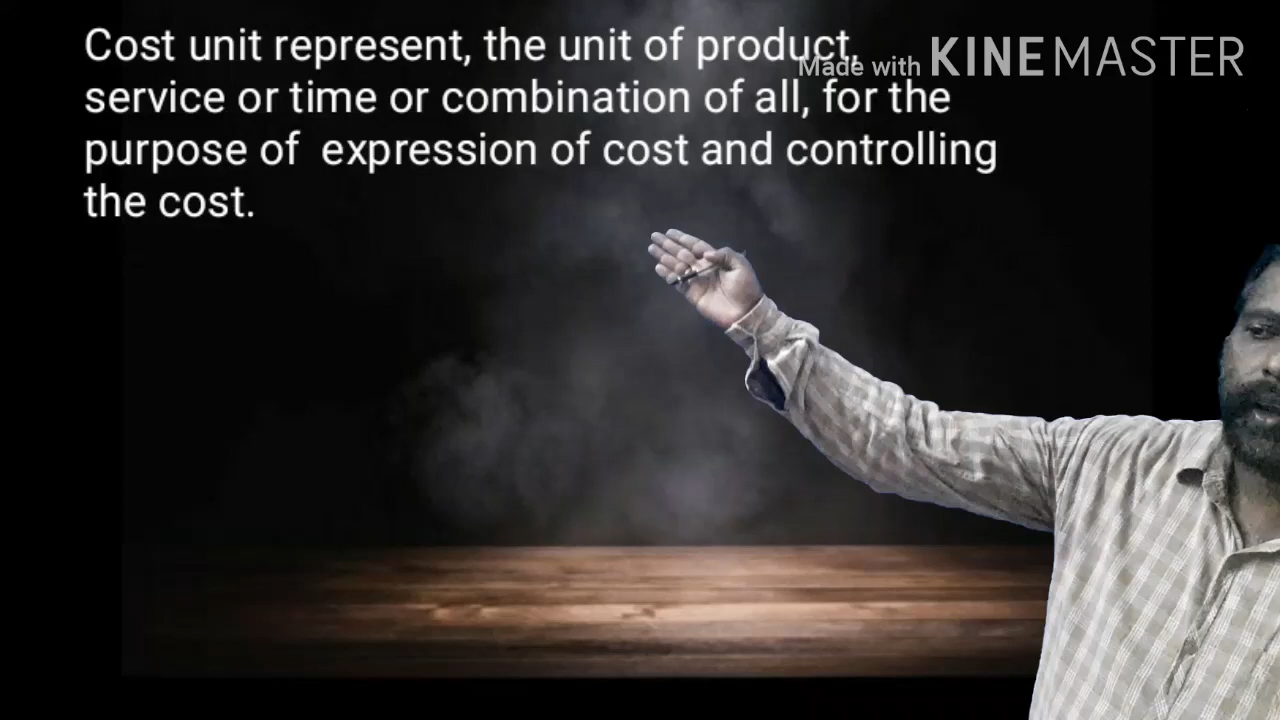 Cost unit represent, the unit of product,
Made with KINEMASTER
service or time or combination of all, for the
purpose of  expression of cost and controlling
the cost.